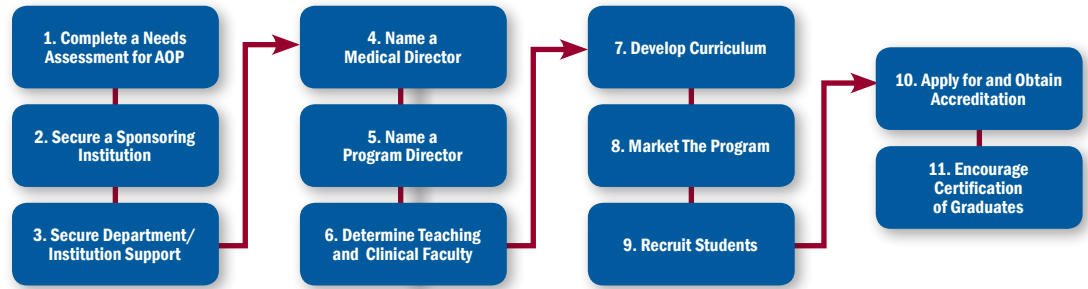 1. Complete a Needs
Assessment for AOP
2. Secure a Sponsoring
Institution
3. Secure Department/
Institution Support
4. Name a
Medical Director
5. Name a
Program Director
6. Determine Teaching
and Clinical Faculty
7. Develop Curriculum
8. Market The Program
9. Recruit Students
10. Apply for and Obtain
Accreditation
11. Encourage
Certification
of Graduates